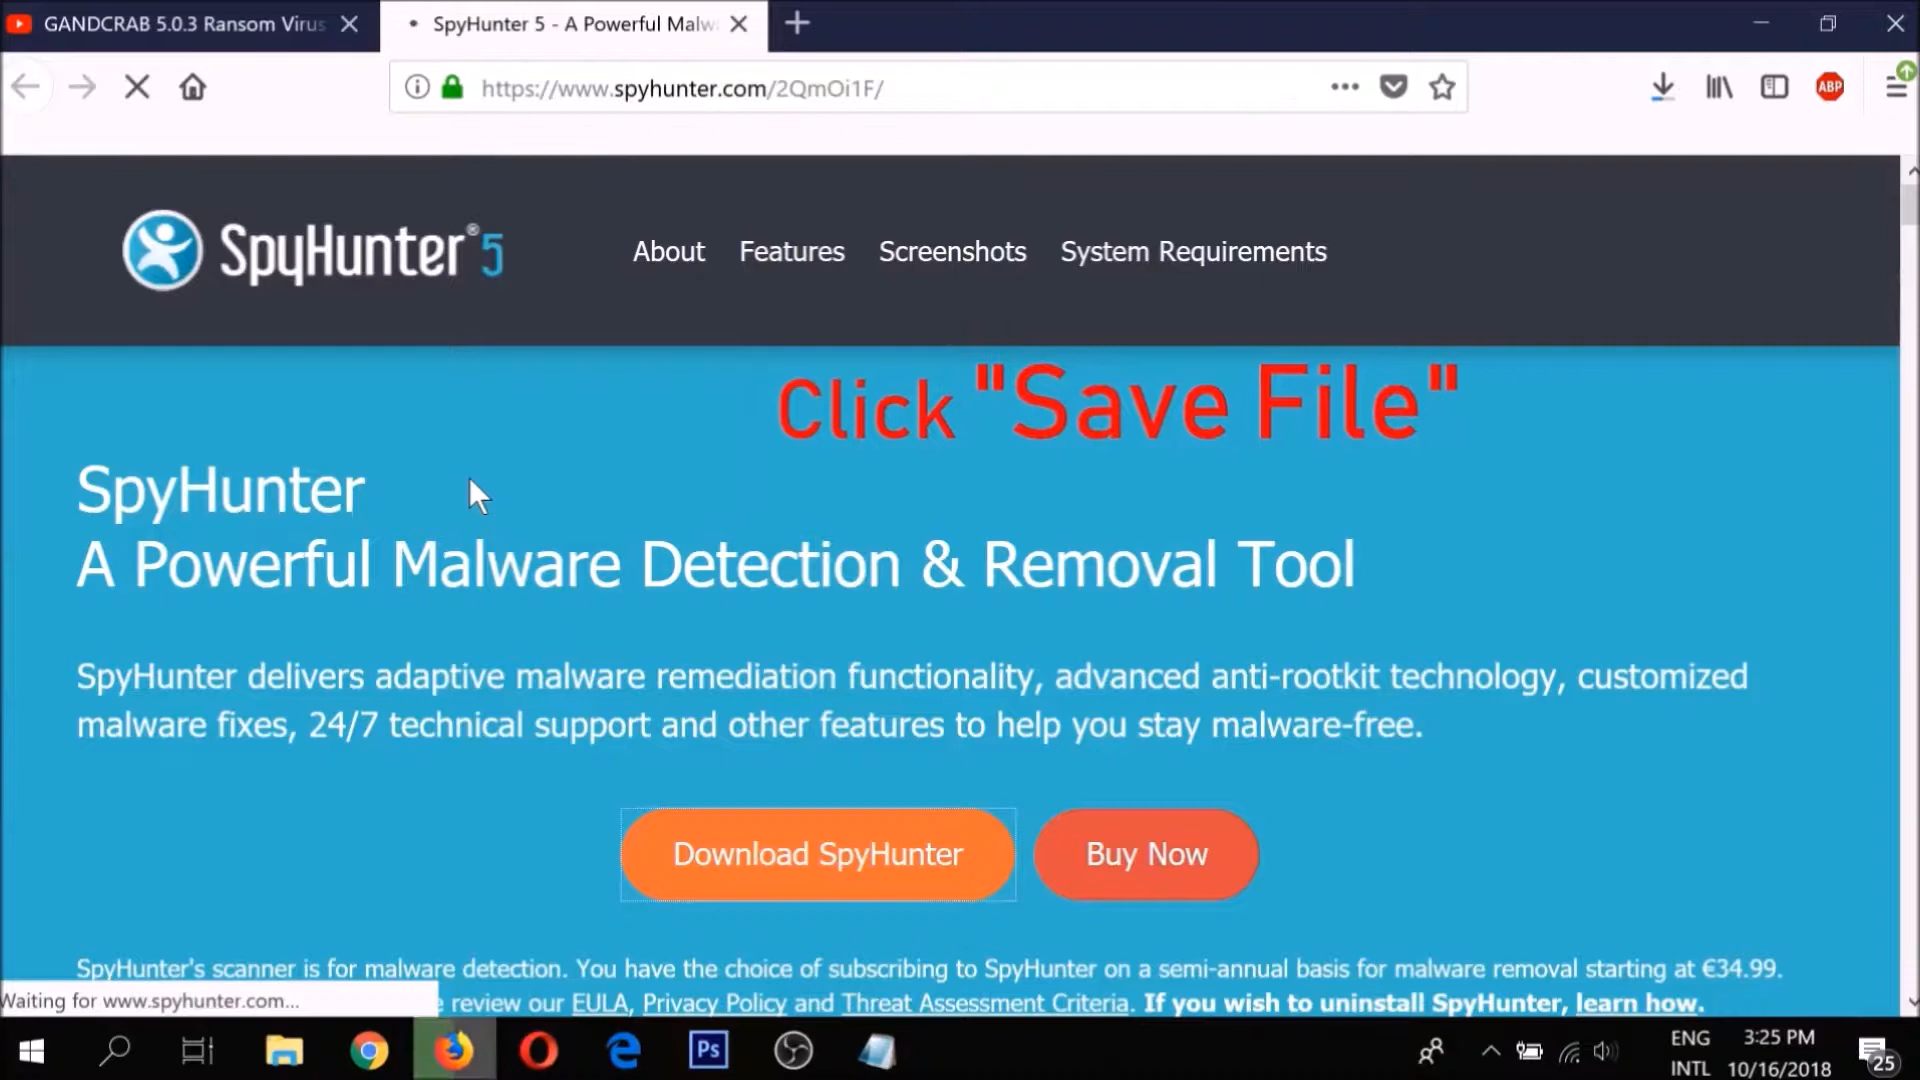 GANDCRAB 5.0.3 Ransom Virus
SpyHunter 5 - A Powerful Malw
https://www.spyhunter.com/2QmOi1F/
ABP
SpyHunter®5
About
Features
Screenshots
System Requirements
Click "Save File"
SpyHunter
A Powerful Malware Detection & Removal Tool
SpyHunter delivers adaptive malware remediation functionality, advanced anti-rootkit technology, customized
malware fixes, 24/7 technical support and other features to help you stay malware-free.
Download SpyHunter
Buy Now
SpyHunter's scanner is for malware detection. You have the choice of subscribing to SpyHunter on a semi-annual basis for malware removal starting at €34.99.
Waiting for www.spyhunter.com...
e review our EULA, Privacy Policy and Threat Assessment Criteria. If you wish to uninstall SpyHunter, learn how.
Ps
ENG
INTL
3:25 PM
10/16/2018
25